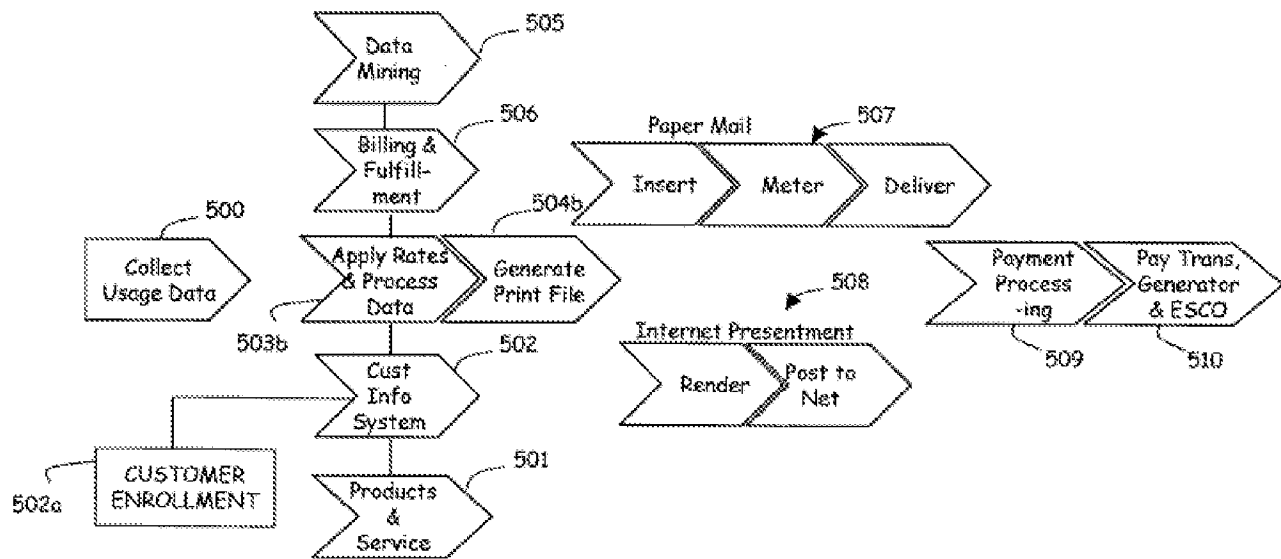 505
Data
Mining
506
Billing &
Fulfill-
ment
Paper Mail
507
Insert
Meter
Deliver
500
Collect
Usage Data
504b
Apply Rates
& Process
Data
Generate
Print File
503b
Payment
Process
-ing
Pay Trans,
Generator
& ESCO
509
510
508
Internet Presentment
Render
Post to
Net
502
Cust
Info
System
CUSTOMER
ENROLLMENT
502a
501
Products
&
Service